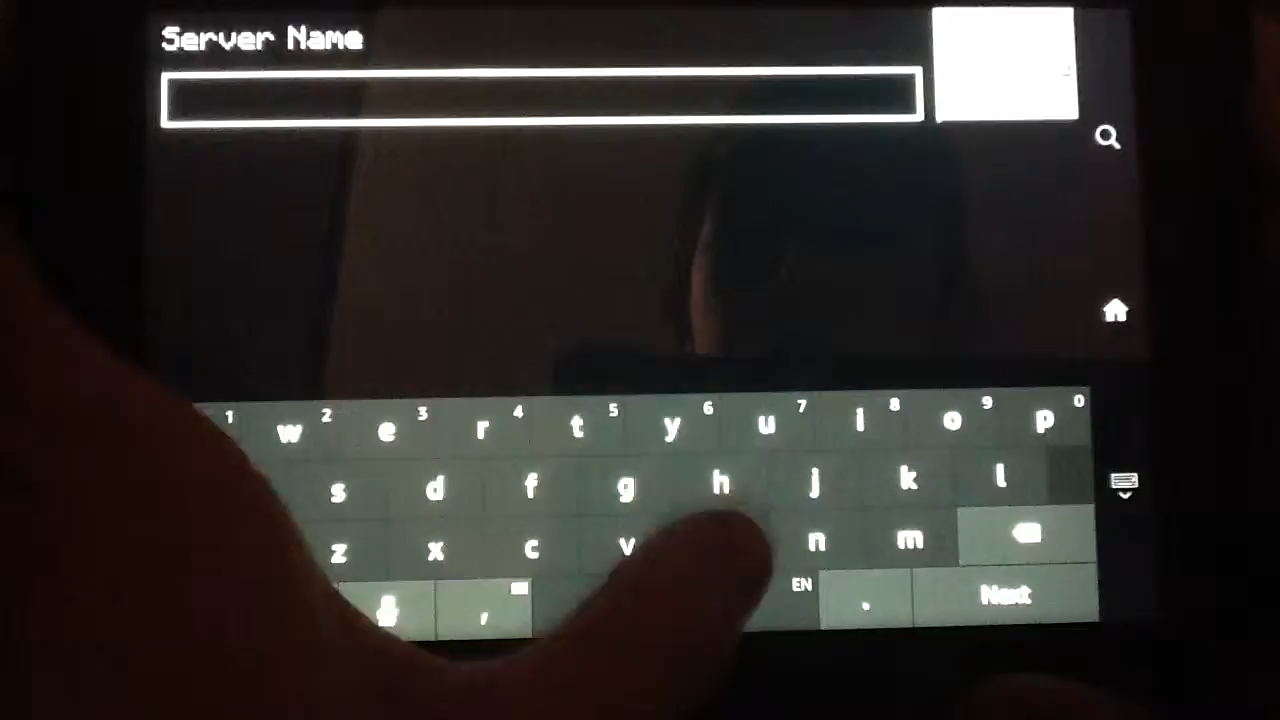 Server Name
1 2 3 4 5 6 7 8 9 0
w e r t y u i o p
s d f g h j k l
z x c v n m
, EN . Next